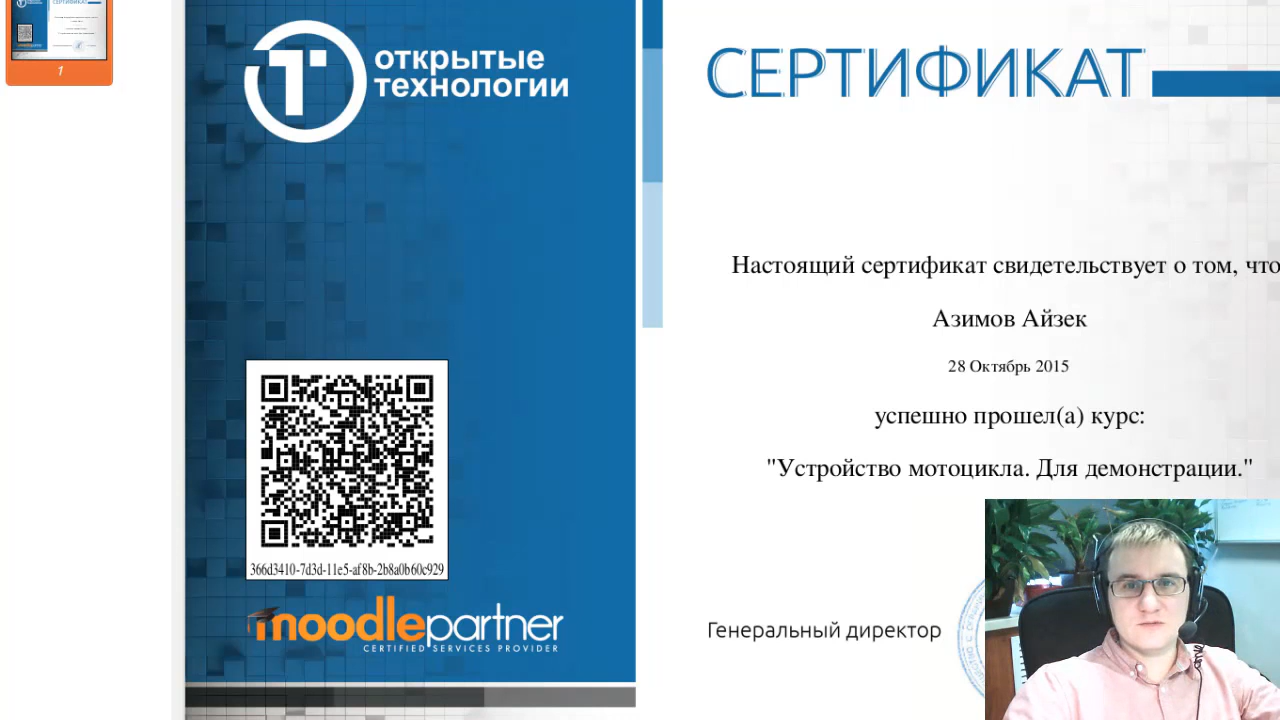 1
открытые
технологии
СЕРТИФИКАТ
Настоящий сертификат свидетельствует о том, что
Азимов Айзек
28 Октябрь 2015
успешно прошел(а) курс:
"Устройство мотоцикла. Для демонстрации."
366d3410-7d3d-11e5-af8b-2b8a0b60c929
moodlepartner
CERTIFIED SERVICES PROVIDER
Генеральный директор